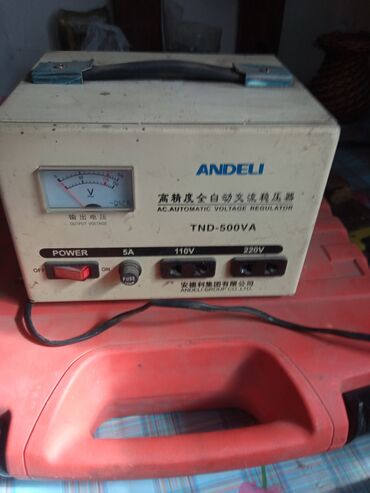 V
ANDELI
高精度全自动交流稳压器
AC.AUTOMATIC VOLTAGE REGULATOR
输出电压
OUTPUT VOLTAGE
TND-500VA
POWER 5A 110V 220V
OFF ON FUSE
安德利集团有限公司
ANDELI GROUP CO.,LTD.